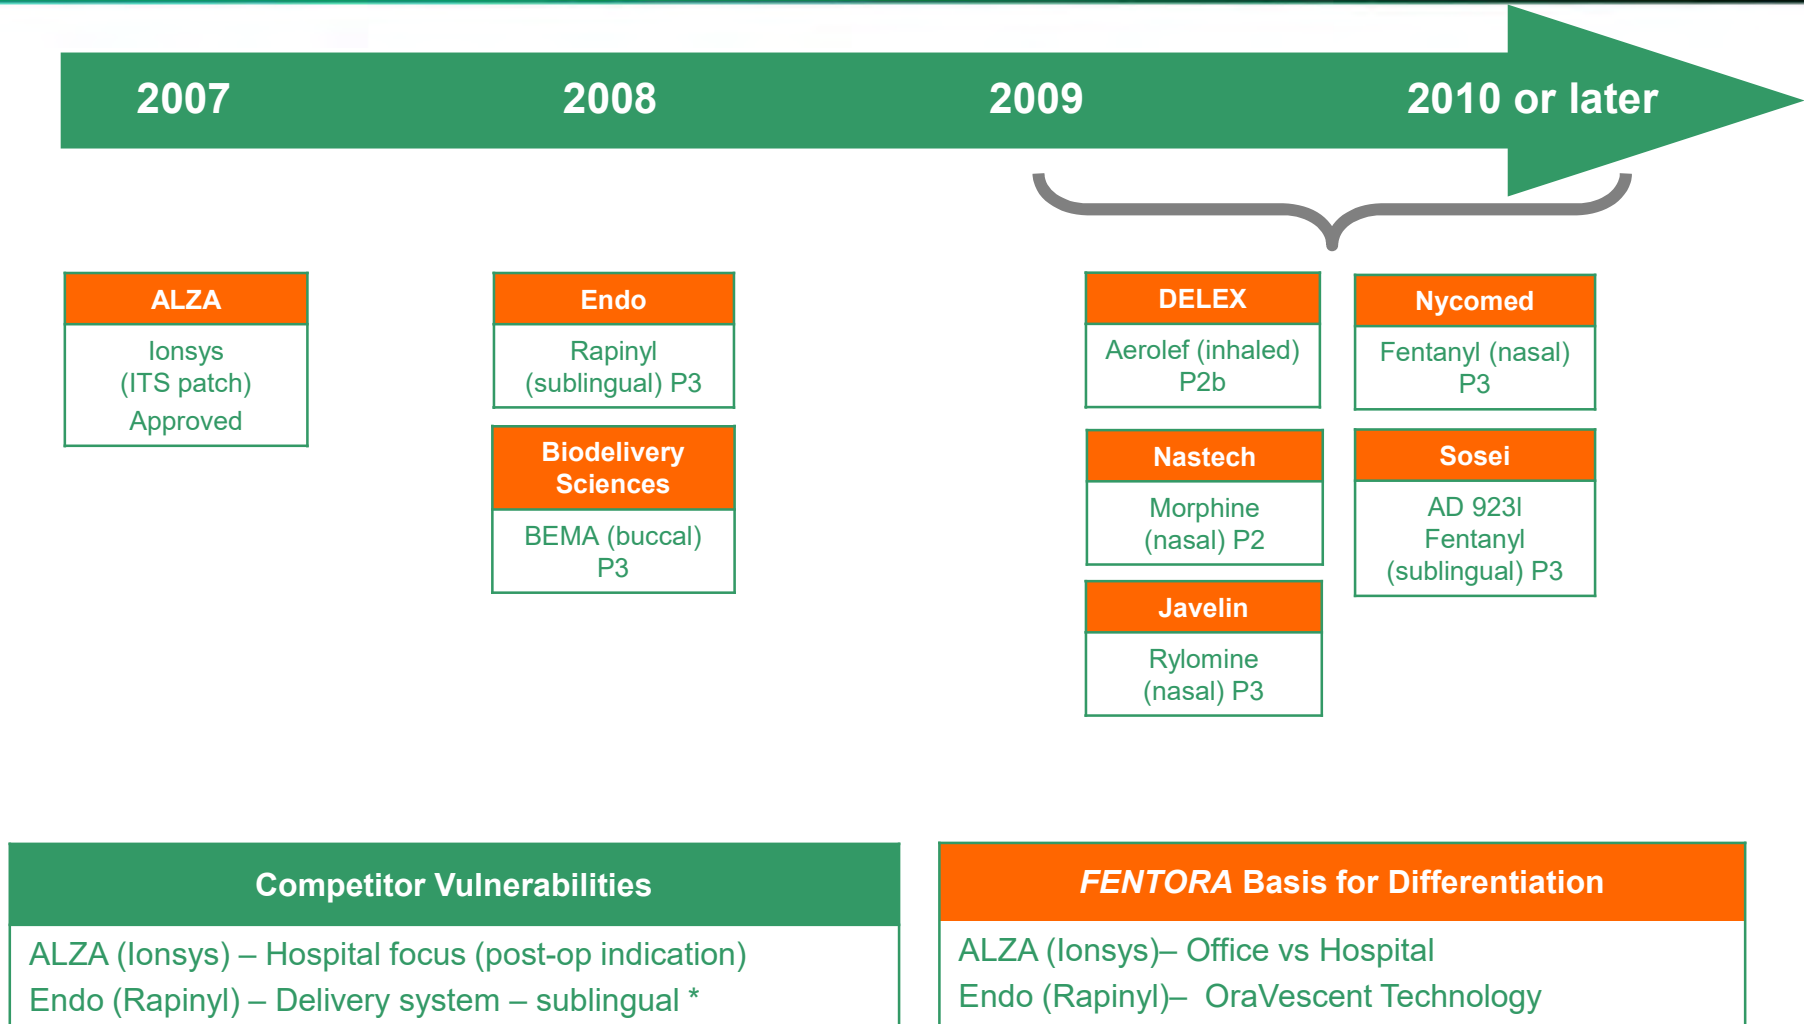 2007
2008
2009
2010 or later
ALZA
Ionsys
(ITS patch)
Approved
Endo
Rapinyl
(sublingual) P3
Biodelivery
Sciences
BEMA (buccal)
P3
DELEX
Aerolef (inhaled)
P2b
Nastech
Morphine
(nasal) P2
Javelin
Rylomine
(nasal) P3
Nycomed
Fentanyl (nasal)
P3
Sosei
AD 923I
Fentanyl
(sublingual) P3
Competitor Vulnerabilities
ALZA (Ionsys) – Hospital focus (post-op indication)
Endo (Rapinyl) – Delivery system – sublingual *
FENTORA Basis for Differentiation
ALZA (Ionsys)– Office vs Hospital
Endo (Rapinyl)– OraVescent Technology